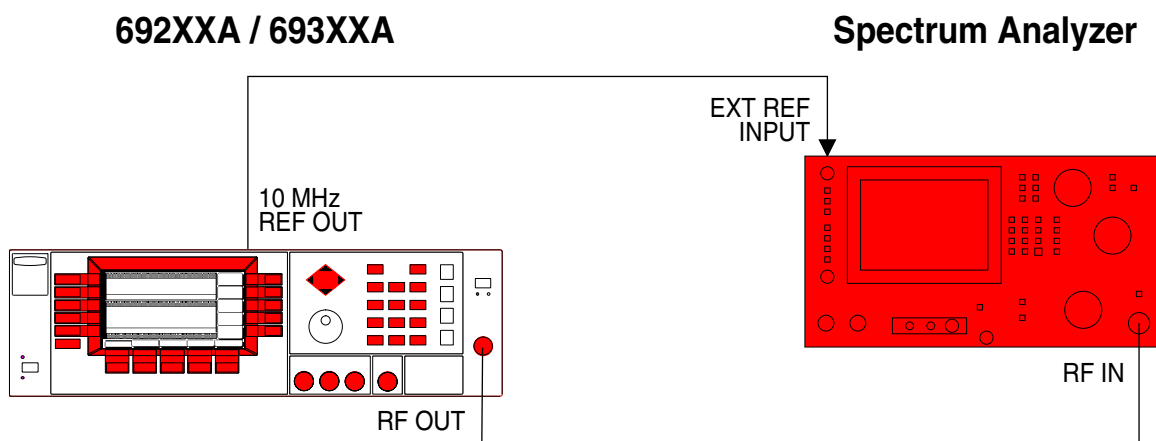 692XXA / 693XXA
Spectrum Analyzer
EXT REF
INPUT
10 MHz
REF OUT
RF IN
RF OUT